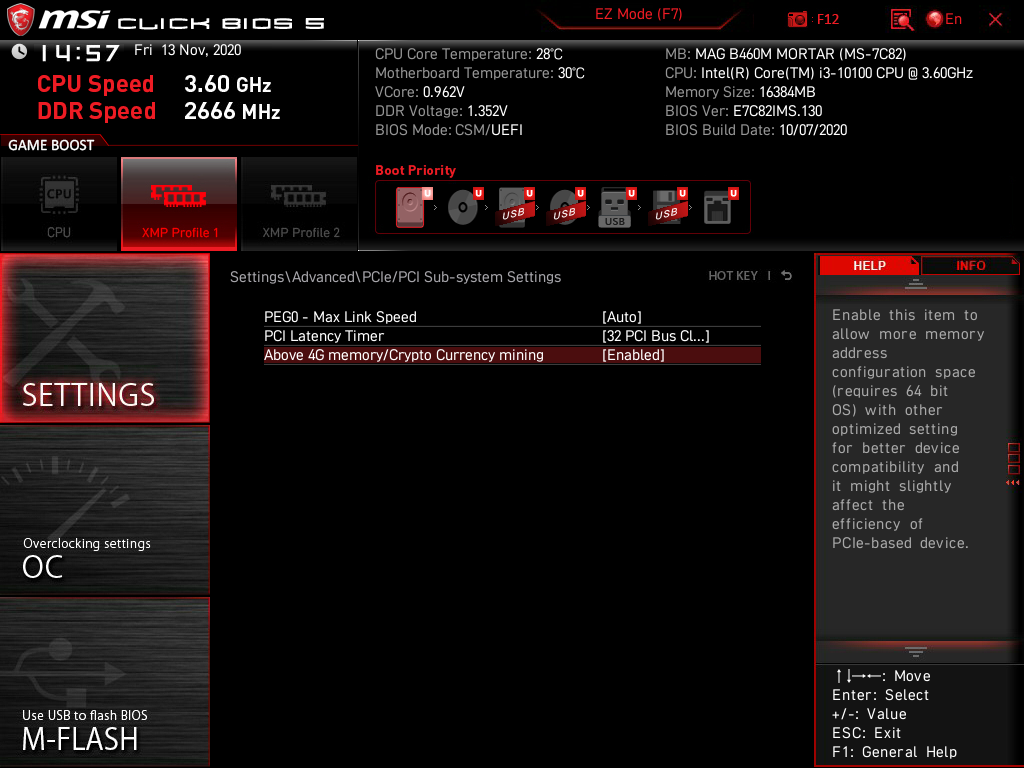 msi CLICK BIOS 5
EZ Mode (F7)
: F12
En
14:57 Fri 13 Nov, 2020
CPU Speed 3.60 GHz
DDR Speed 2666 MHz
GAME BOOST
CPU
CPU
XMP Profile 1
XMP Profile 2
CPU Core Temperature: 28°C
Motherboard Temperature: 30°C
VCore: 0.962V
DDR Voltage: 1.352V
BIOS Mode: CSM/UEFI
MB: MAG B460M MORTAR (MS-7C82)
CPU: Intel(R) Core(TM) i3-10100 CPU @ 3.60GHz
Memory Size: 16384MB
BIOS Ver: E7C82IMS.130
BIOS Build Date: 10/07/2020
Boot Priority
U U U U U U U
USB USB USB USB
SETTINGS
Overclocking settings
OC
Use USB to flash BIOS
M-FLASH
Settings\Advanced\PCIe/PCI Sub-system Settings
HOT KEY |
PEG0 - Max Link Speed [Auto]
PCI Latency Timer [32 PCI Bus Cl...]
Above 4G memory/Crypto Currency mining [Enabled]
HELP
INFO
Enable this item to
allow more memory
address
configuration space
(requires 64 bit
OS) with other
optimized setting
for better device
compatibility and
it might slightly
affect the
efficiency of
PCIe-based device.
↑↓→←: Move
Enter: Select
+/-: Value
ESC: Exit
F1: General Help